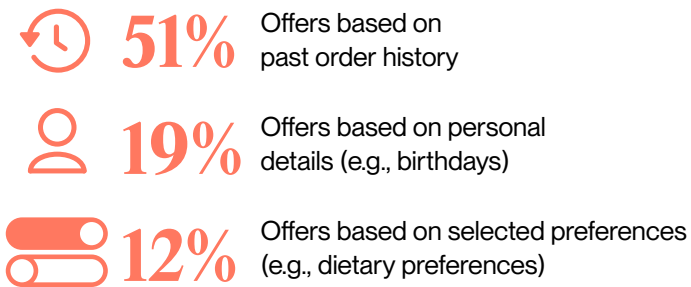 51%
Offers based on
past order history
19%
Offers based on personal
details (e.g., birthdays)
12%
Offers based on selected preferences
(e.g., dietary preferences)